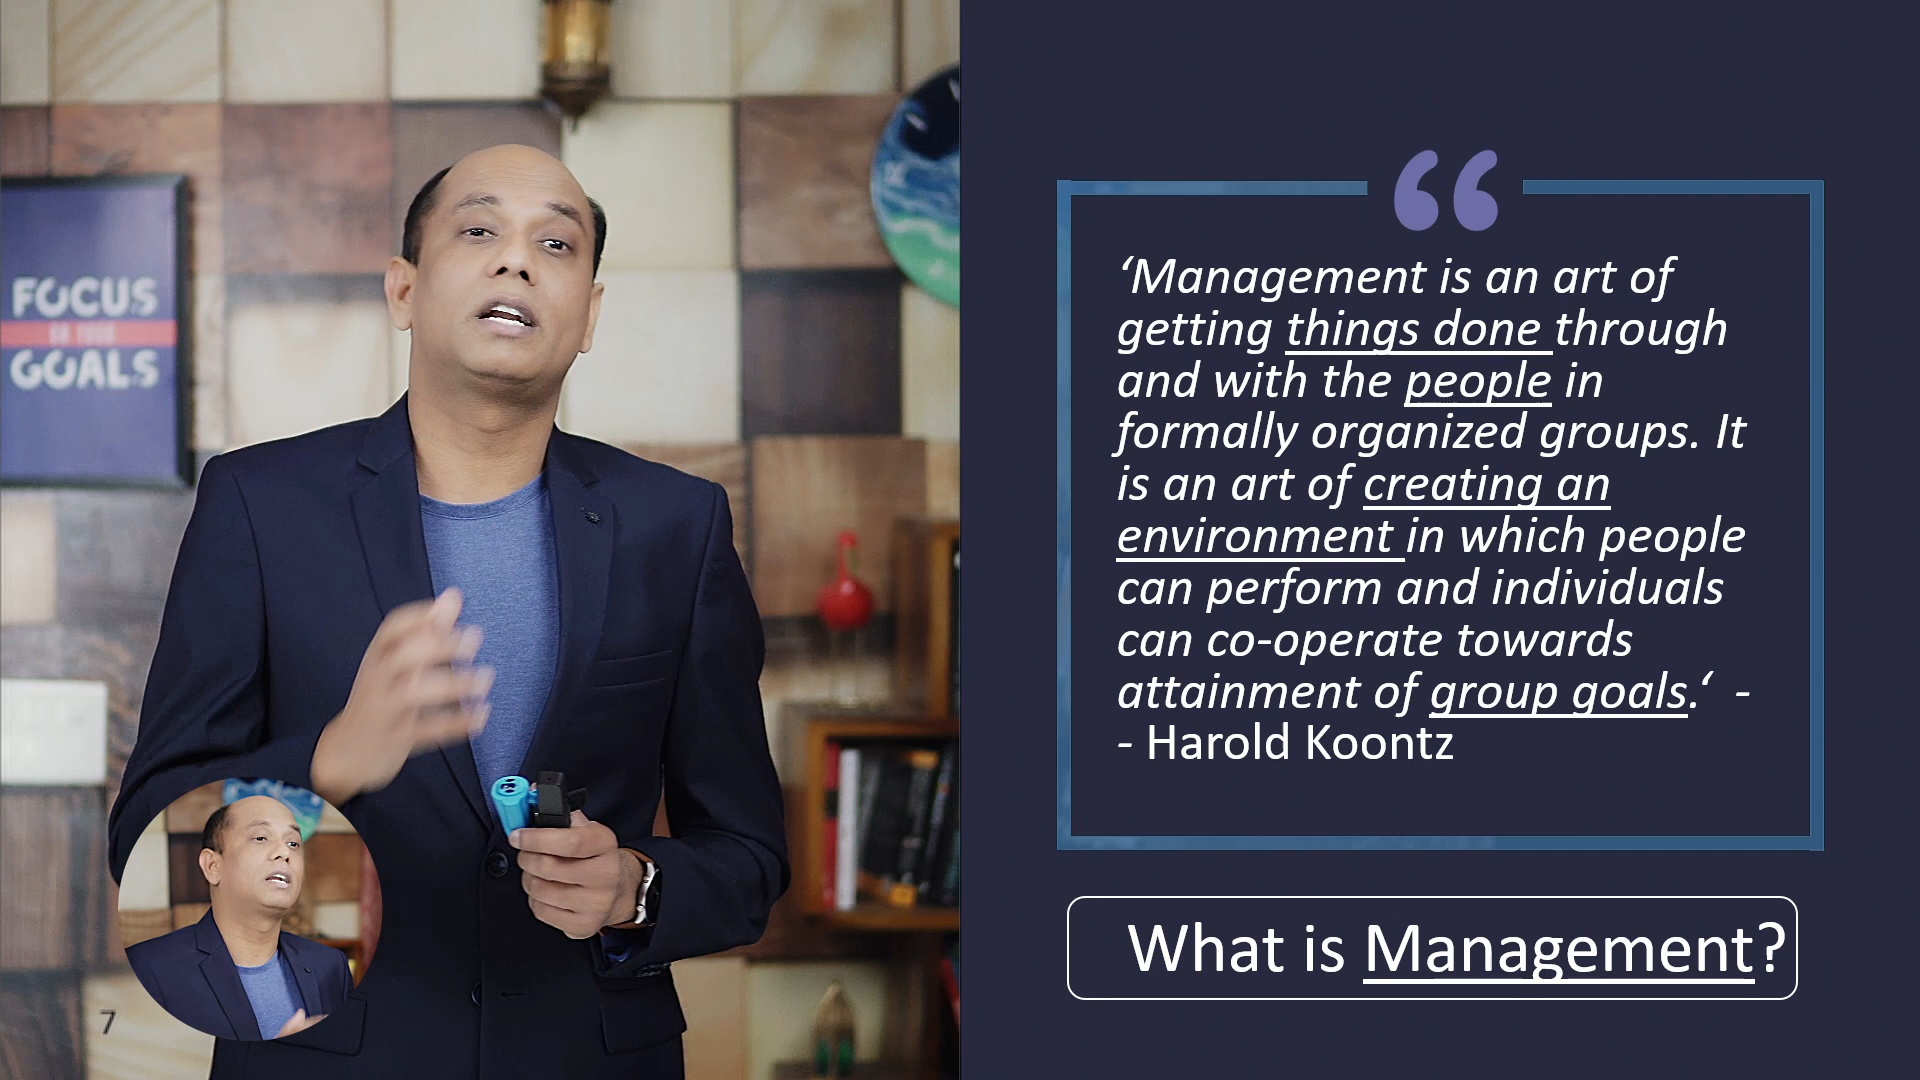 FOCUS
ON YOUR
GOALS
7
‘Management is an art of
getting things done through
and with the people in
formally organized groups. It
is an art of creating an
environment in which people
can perform and individuals
can co-operate towards
attainment of group goals.‘ -
- Harold Koontz
What is Management?